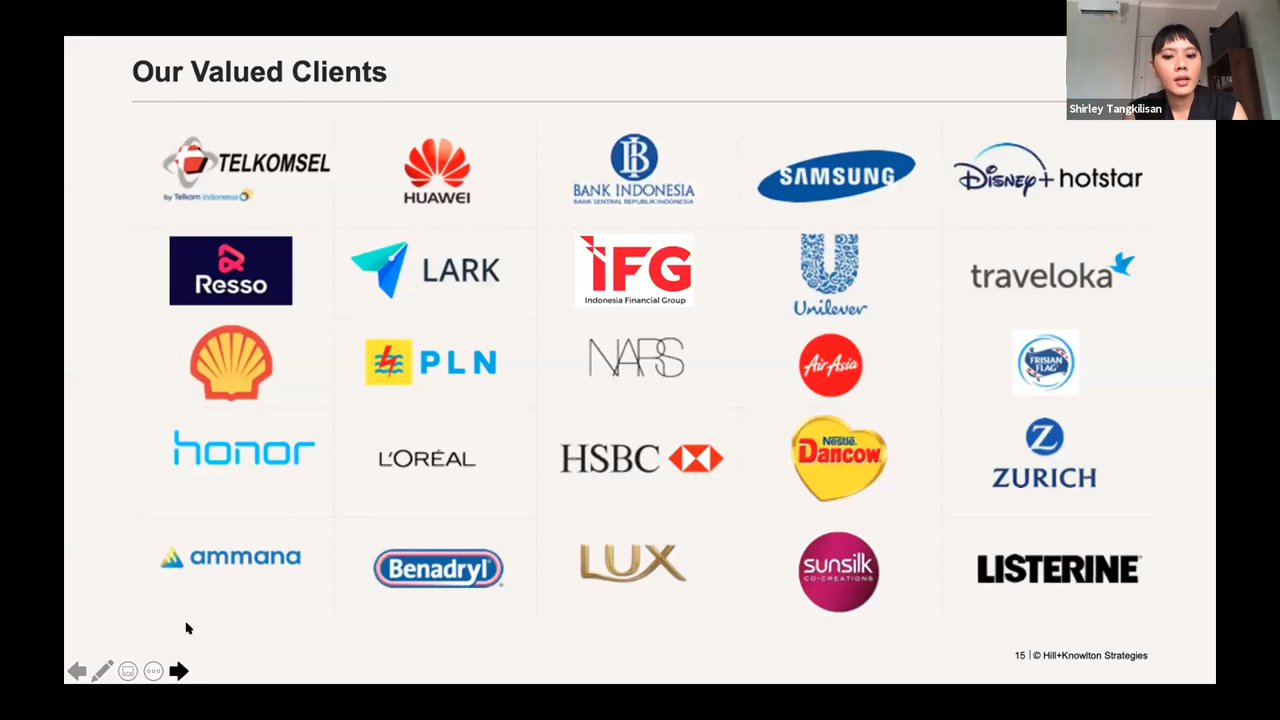 Our Valued Clients
Shirley Tangkilisan
TELKOMSEL
by Telkom Indonesia
HUAWEI
BANK INDONESIA
BANK SENTRAL REPUBLIK INDONESIA
SAMSUNG
Disney+ hotstar
Resso
LARK
IFG
Indonesia Financial Group
Unilever
traveloka
PLN
NARS
AirAsia
FRISIAN
FLAG
honor
L'ORÉAL
HSBC
Nestlé
Dancow
Z
ZURICH
ammana
Benadryl
LUX
sunsilk
CO-CREATIONS
LISTERINE
15 | © Hill+Knowlton Strategies